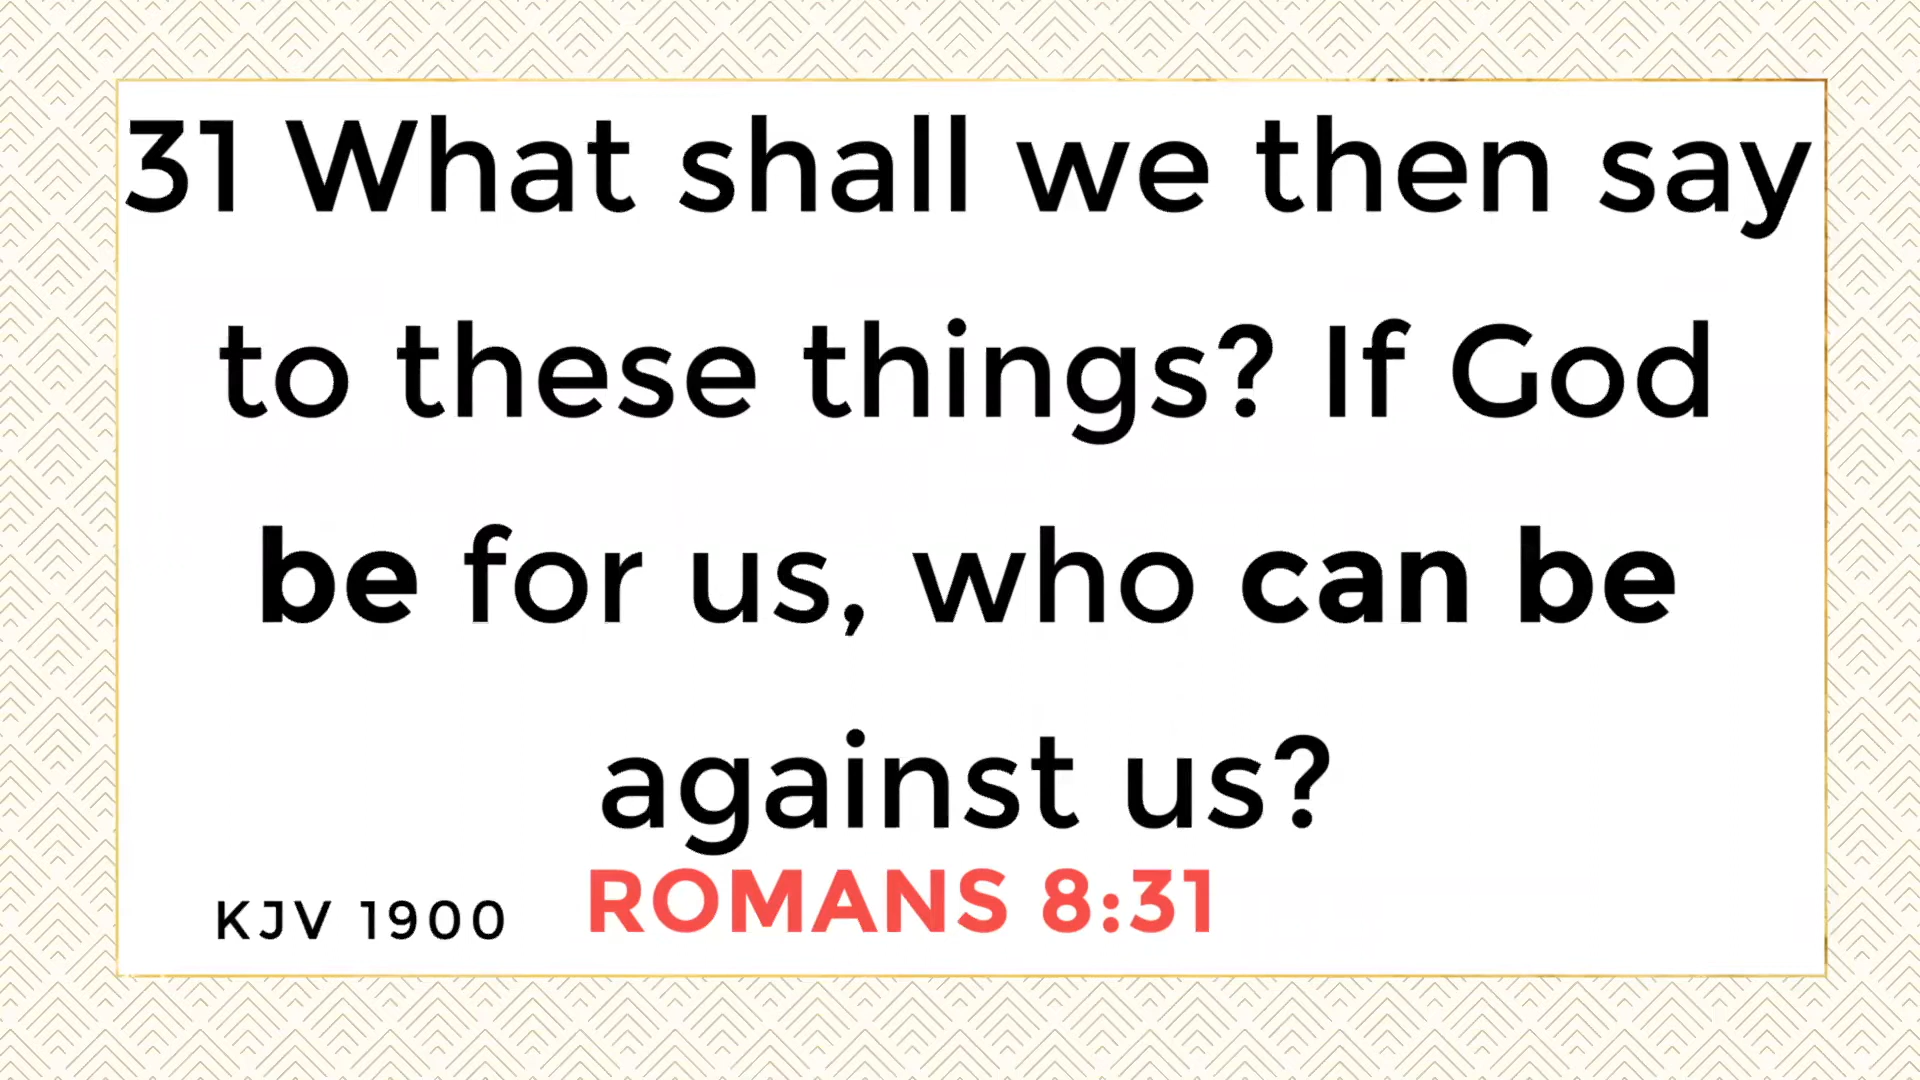 31 What shall we then say
to these things? If God
be for us, who can be
against us?
KJV 1900
ROMANS 8:31